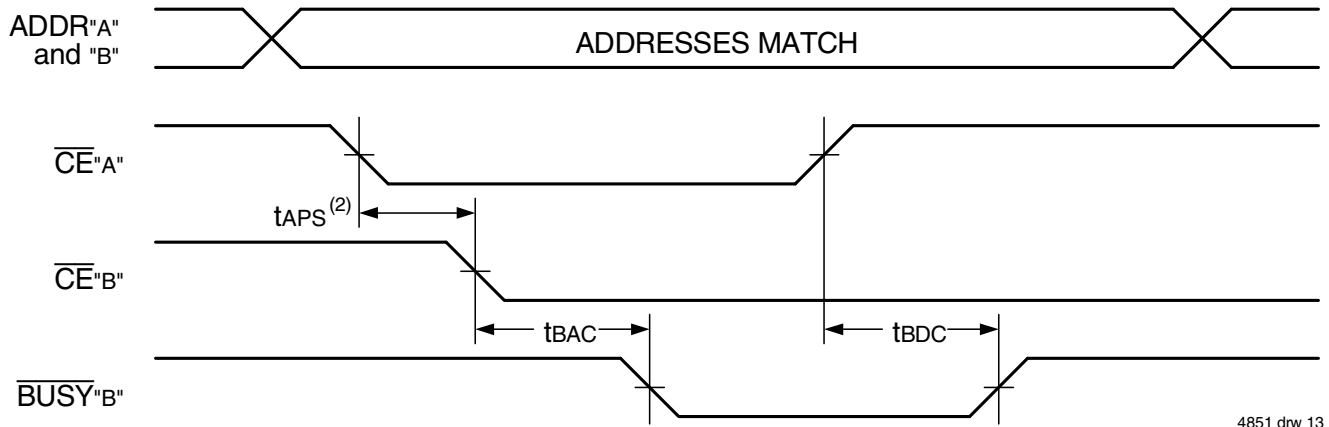 ADDR"A"
and "B"
ADDRESSES MATCH
CE"A"
tAPS(2)
CE"B"
tBAC
tBDC
BUSY"B"
4851 drw 13